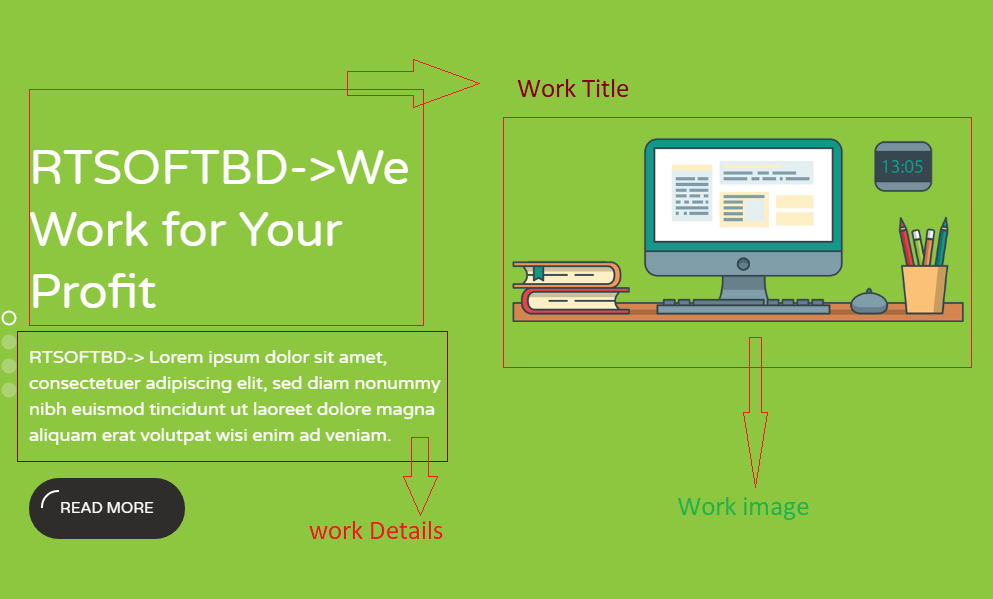 Work Title
RTSOFTBD->We
Work for Your
Profit
13:05
RTSOFTBD-> Lorem ipsum dolor sit amet,
consectetuer adipiscing elit, sed diam nonummy
nibh euismod tincidunt ut laoreet dolore magna
aliquam erat volutpat wisi enim ad veniam.
READ MORE
work Details
Work image